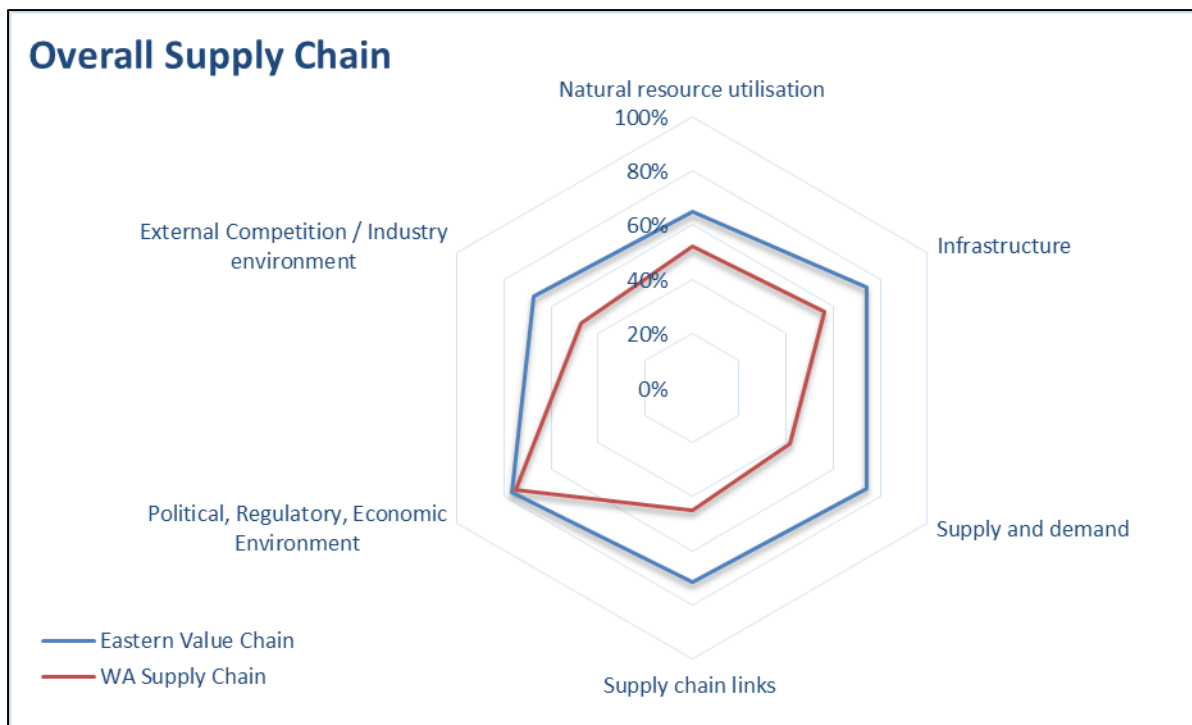 Overall Supply Chain
Natural resource utilisation
100%
80%
60%
40%
20%
0%
External Competition / Industry
environment
Infrastructure
Political, Regulatory, Economic
Environment
Supply and demand
Supply chain links
Eastern Value Chain
WA Supply Chain